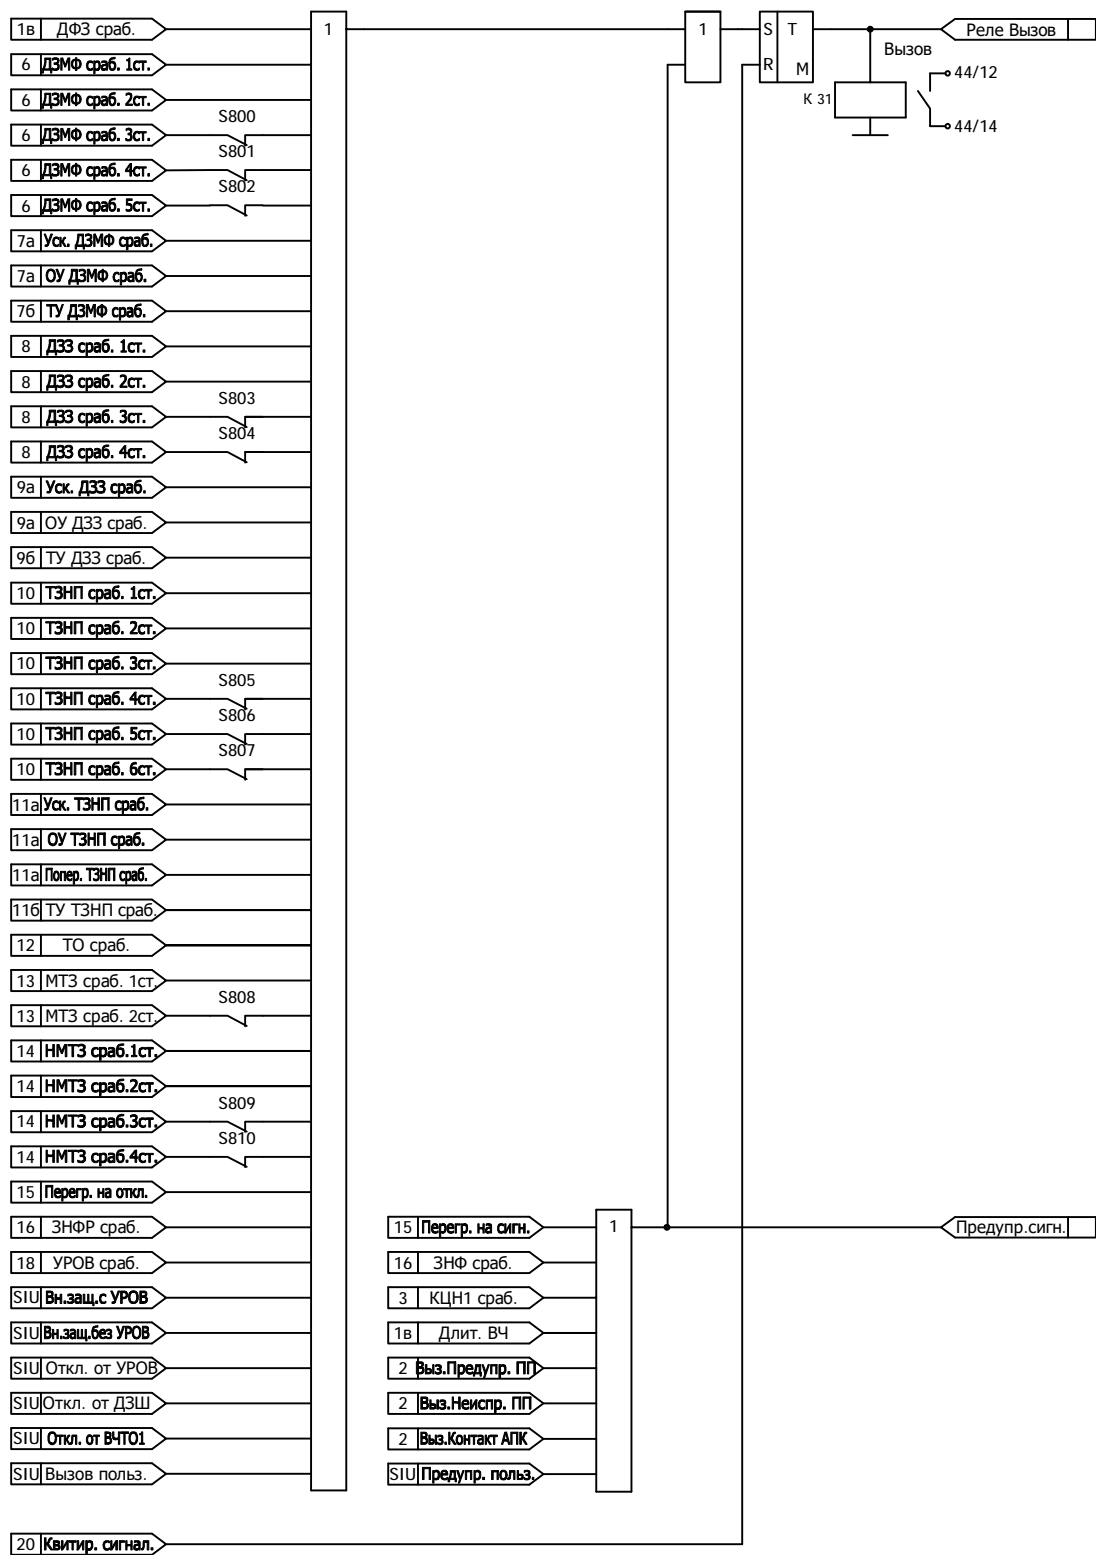 1в ДФЗ сраб. 1 1 S T Реле Вызов
R M Вызов
6 ДЗМФ сраб. 1ст. 44/12
К 31
6 ДЗМФ сраб. 2ст.
S800
6 ДЗМФ сраб. 3ст. 44/14
S801
6 ДЗМФ сраб. 4ст.
S802
6 ДЗМФ сраб. 5ст.
7а Уск. ДЗМФ сраб.
7а ОУ ДЗМФ сраб.
7б ТУ ДЗМФ сраб.
8 ДЗЗ сраб. 1ст.
8 ДЗЗ сраб. 2ст.
S803
8 ДЗЗ сраб. 3ст.
S804
8 ДЗЗ сраб. 4ст.
9а Уск. ДЗЗ сраб.
9а ОУ ДЗЗ сраб.
9б ТУ ДЗЗ сраб.
10 ТЗНП сраб. 1ст.
10 ТЗНП сраб. 2ст.
10 ТЗНП сраб. 3ст.
S805
10 ТЗНП сраб. 4ст.
S806
10 ТЗНП сраб. 5ст.
S807
10 ТЗНП сраб. 6ст.
11а Уск. ТЗНП сраб.
11а ОУ ТЗНП сраб.
11а Попер. ТЗНП сраб.
11б ТУ ТЗНП сраб.
12 ТО сраб.
13 МТЗ сраб. 1ст.
S808
13 МТЗ сраб. 2ст.
14 НМТЗ сраб.1ст.
14 НМТЗ сраб.2ст.
S809
14 НМТЗ сраб.3ст.
S810
14 НМТЗ сраб.4ст.
15 Перегр. на откл.
16 ЗНФР сраб.
18 УРОВ сраб.
SIU Вн.защ.с УРОВ
SIU Вн.защ.без УРОВ
SIU Откл. от УРОВ
SIU Откл. от ДЗШ
SIU Откл. от ВЧТО1
SIU Вызов польз.
15 Перегр. на сигн. 1 Предупр.сигн.
16 ЗНФ сраб.
3 КЦН1 сраб.
1в Длит. ВЧ
2 Выз.Предупр. ПП
2 Выз.Неиспр. ПП
2 Выз.Контакт АПК
SIU Предупр. польз.
20 Квитир. сигнал.